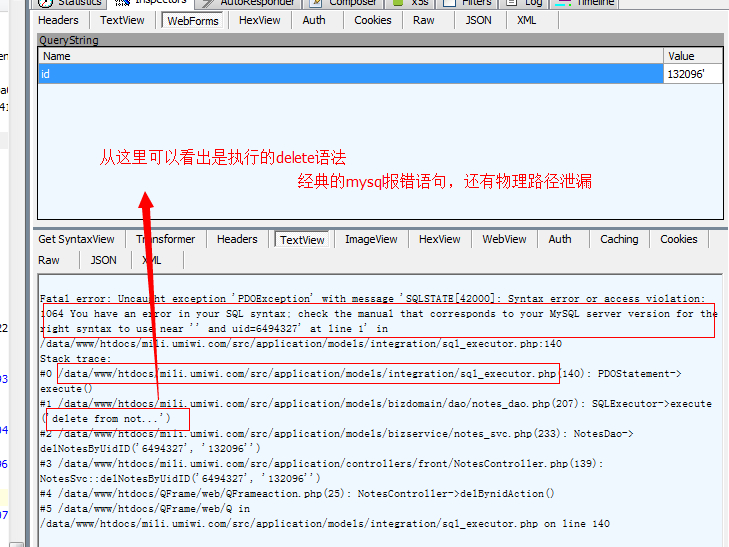 Statistics Inspectors AutoResponder Composer x5s Filters Log Timeline
Headers TextView WebForms HexView Auth Cookies Raw JSON XML
QueryString
Name Value
id 132096'
从这里可以看出是执行的delete语法
经典的mysq报错语句，还有物理路径泄漏
Get SyntaxView Transformer Headers TextView ImageView HexView WebView Auth Caching Cookies
Raw JSON XML
Fatal error: Uncaught exception 'PDOException' with message 'SQLSTATE[42000]: Syntax error or access violation:
1064 You have an error in your SQL syntax; check the manual that corresponds to your MySQL server version for the
right syntax to use near '' and uid=6494327' at line 1' in
/data/www/htdocs/mili.umiwi.com/src/application/models/integration/sql_executor.php:140
Stack trace:
#0 /data/www/htdocs/mili.umiwi.com/src/application/models/integration/sql_executor.php(140): PDOStatement->
execute()
#1 /data/www/htdocs/mili.umiwi.com/src/application/models/bizdomain/dao/notes_dao.php(207): SQLExecutor->execute
('delete from not...')
#2 /data/www/htdocs/mili.umiwi.com/src/application/models/bizservice/notes_svc.php(233): NotesDao->
delNotesByUidID('6494327', '132096'')
#3 /data/www/htdocs/mili.umiwi.com/src/application/controllers/front/NotesController.php(139):
NotesSvc::delNotesByUidID('6494327', '132096'')
#4 /data/www/htdocs/QFrame/web/QFrameaction.php(25): NotesController->delBynidAction()
#5 /data/www/htdocs/QFrame/web/Q in
/data/www/htdocs/mili.umiwi.com/src/application/models/integration/sql_executor.php on line 140